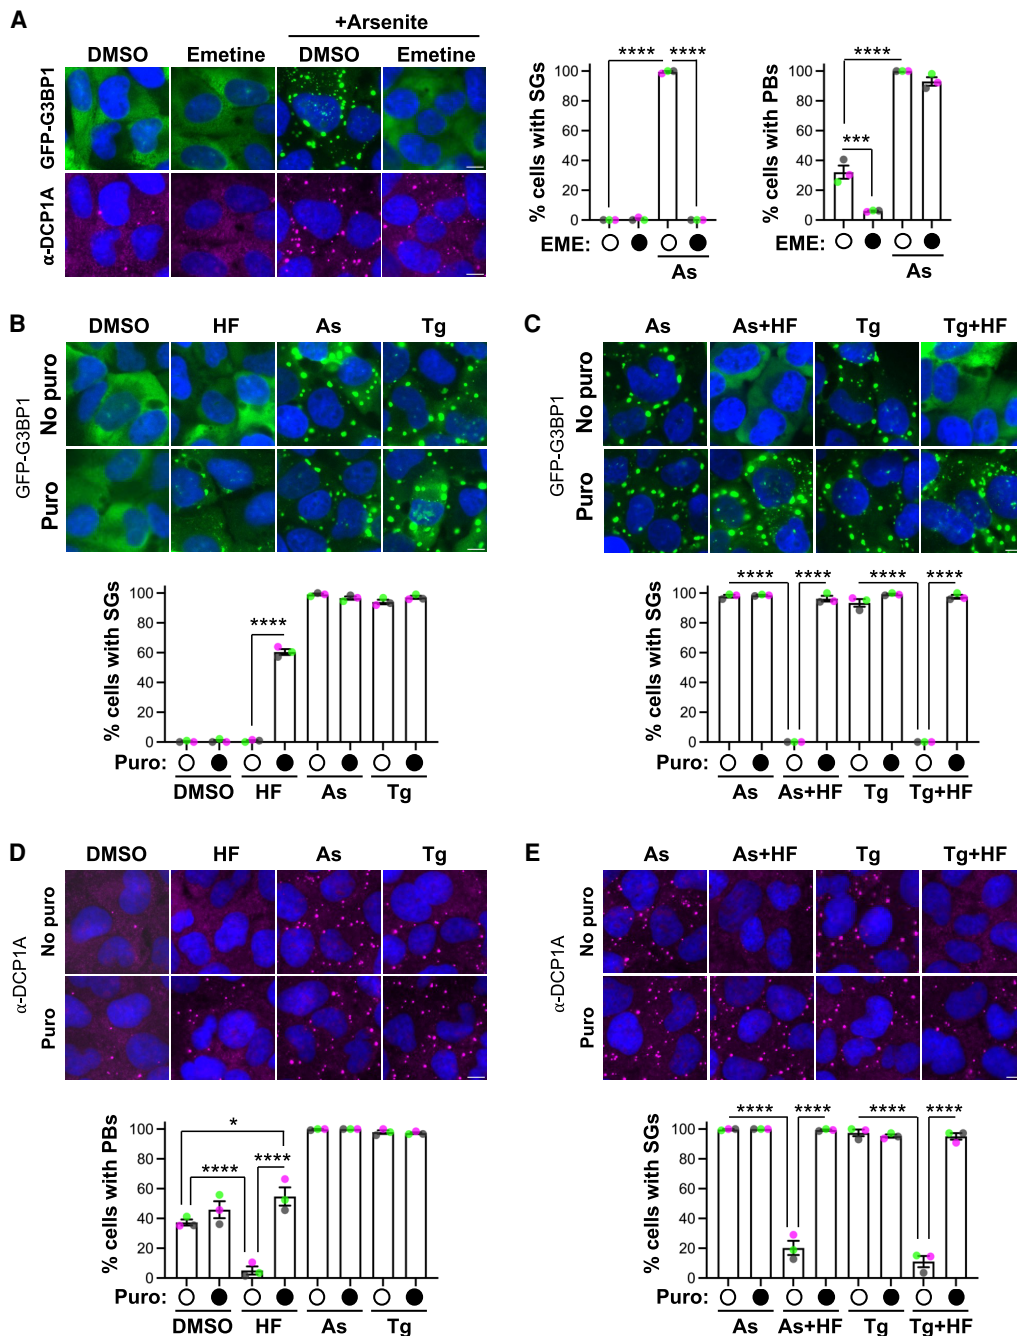 A
+Arsenite
DMSO Emetine DMSO Emetine
GFP-G3BP1
α-DCP1A
% cells with SGs
100
80
60
40
20
0
**** ****
EME:
As
% cells with PBs
100
80
60
40
20
0
****
***
EME:
As
B
DMSO HF As Tg
GFP-G3BP1
No puro
Puro
% cells with SGs
100
80
60
40
20
0
****
Puro:
DMSO HF As Tg
C
As As+HF Tg Tg+HF
GFP-G3BP1
No puro
Puro
% cells with SGs
100
80
60
40
20
0
**** **** **** ****
Puro:
As As+HF Tg Tg+HF
D
DMSO HF As Tg
α-DCP1A
No puro
Puro
% cells with PBs
100
80
60
40
20
0
*
**** ****
Puro:
DMSO HF As Tg
E
As As+HF Tg Tg+HF
α-DCP1A
No puro
Puro
% cells with SGs
100
80
60
40
20
0
**** **** **** ****
Puro:
As As+HF Tg Tg+HF